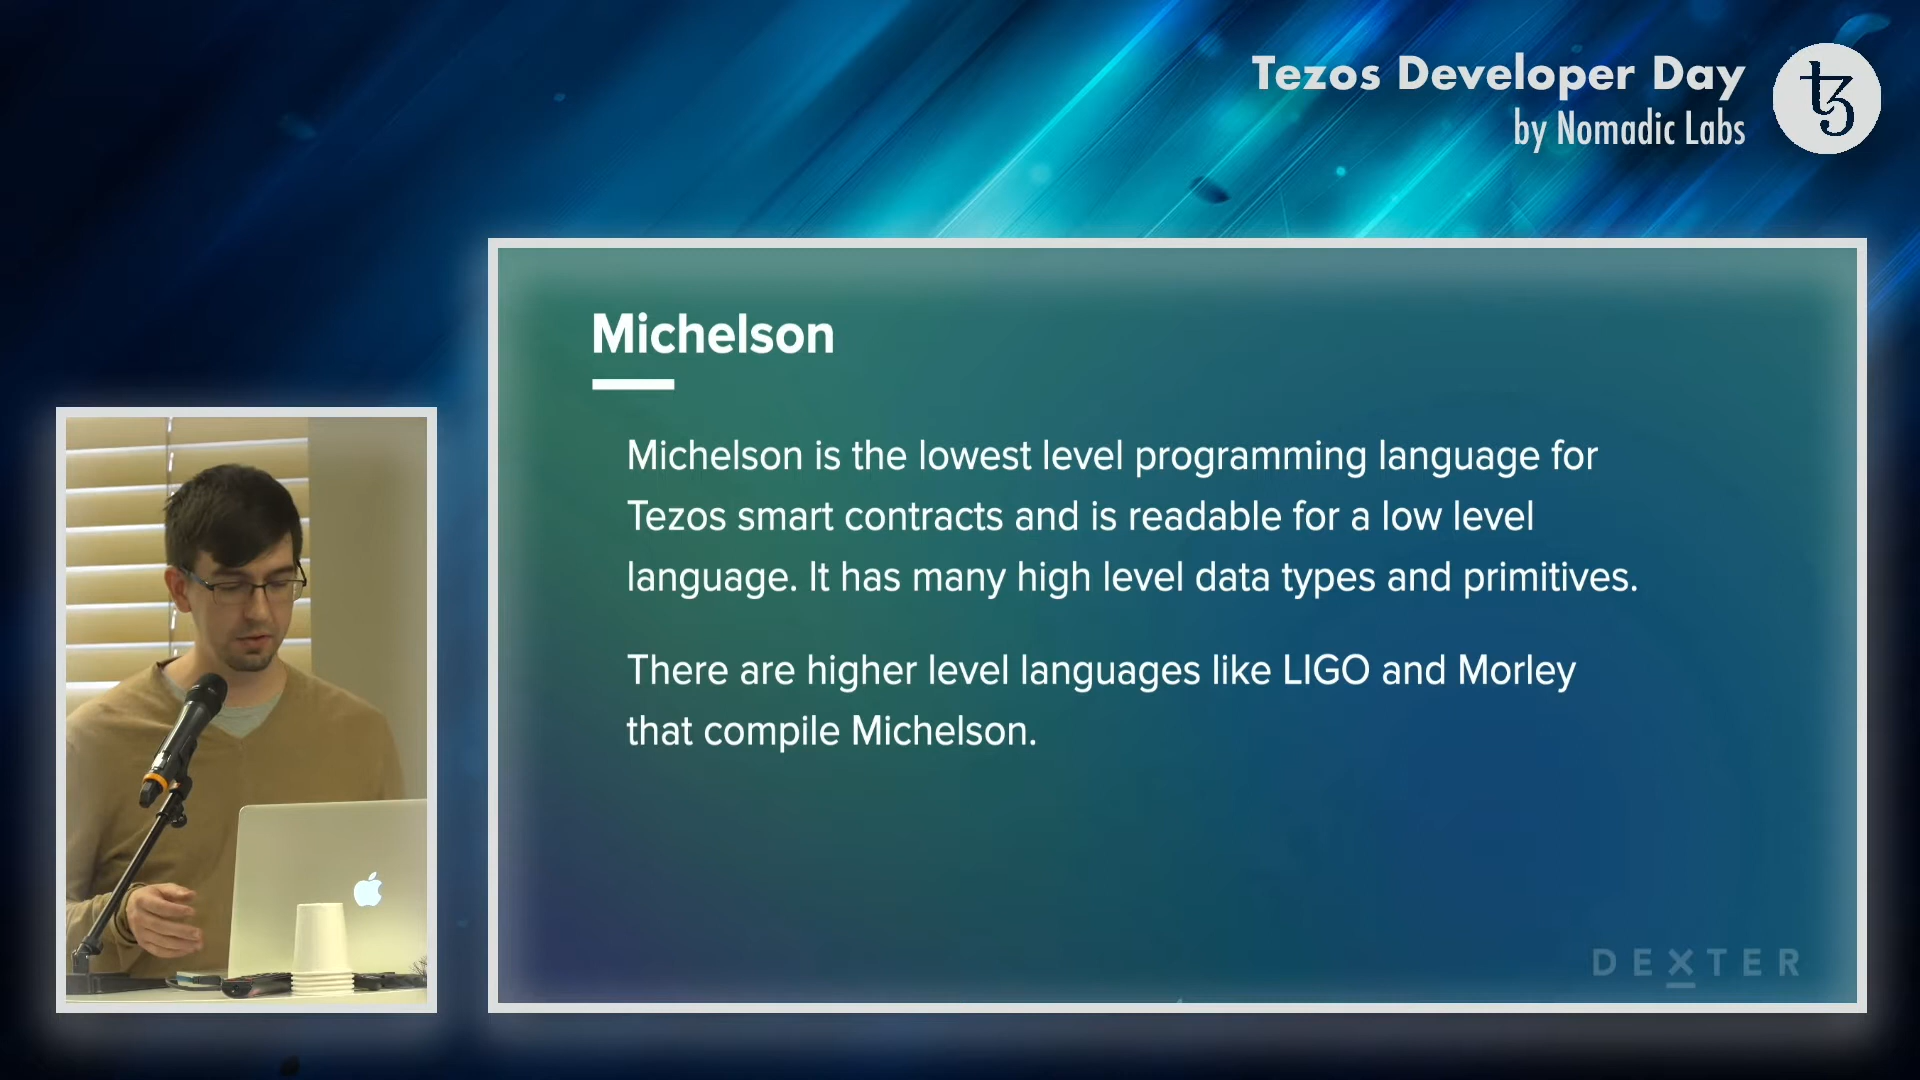 Tezos Developer Day
by Nomadic Labs
Michelson
Michelson is the lowest level programming language for
Tezos smart contracts and is readable for a low level
language. It has many high level data types and primitives.
There are higher level languages like LIGO and Morley
that compile Michelson.
DEXTER